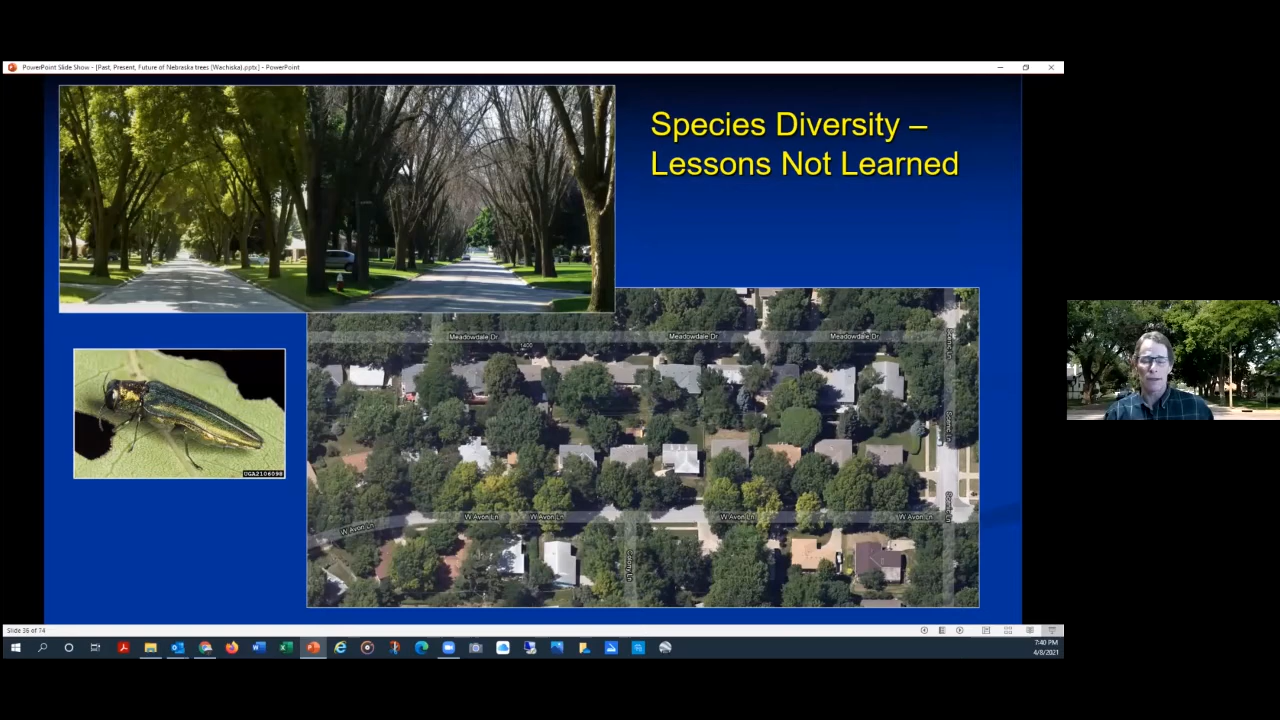 PowerPoint Slide Show - [Past, Present, Future of Nebraska trees (Wachiska).pptx] - PowerPoint
Species Diversity –
Lessons Not Learned
Meadowdale Dr
Meadowdale Dr
Meadowdale Dr
1400
UGA2106098
W Avon Ln
W Avon Ln
W Avon Ln
W Avon Ln
W Avon Ln
Slide 36 of 74
7:40 PM
4/8/2021